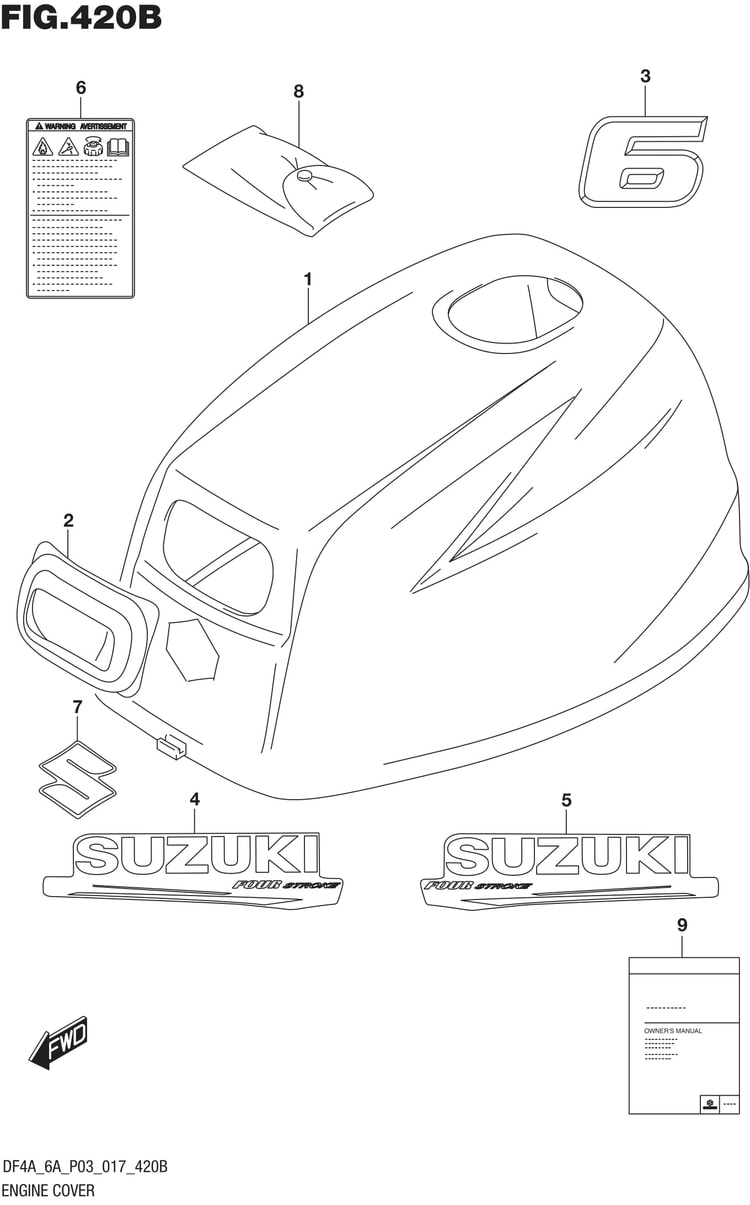 FIG.420B
6
8
3
WARNING AVERTISSEMENT
1
6
2
7
4
5
SUZUKI
FOUR STROKE
SUZUKI
FOUR STROKE
9
OWNER'S MANUAL
FWD
DF4A_6A_P03_017_420B
ENGINE COVER